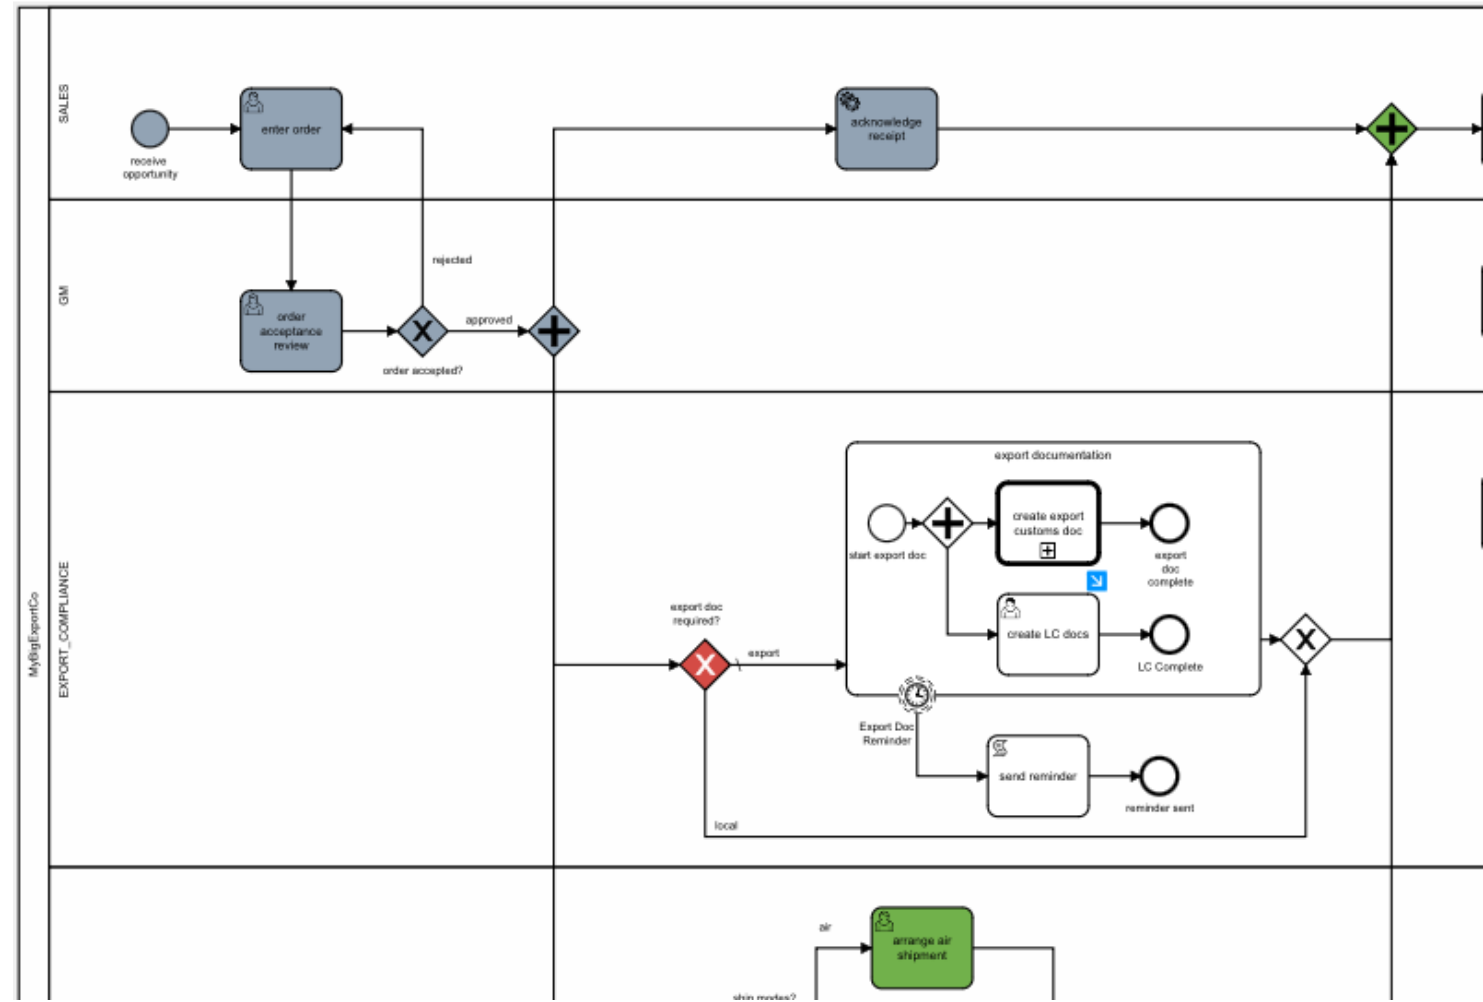 MyBigExportCo
SALES
receive
opportunity
enter order
acknowledge
receipt
GM
rejected
order
acceptance
review
approved
order accepted?
EXPORT_COMPLIANCE
export documentation
start export doc
create export
customs doc
export
doc
complete
create LC docs
LC Complete
export doc
required?
export
Export Doc
Reminder
send reminder
reminder sent
local
air
arrange air
shipment
ship modes?